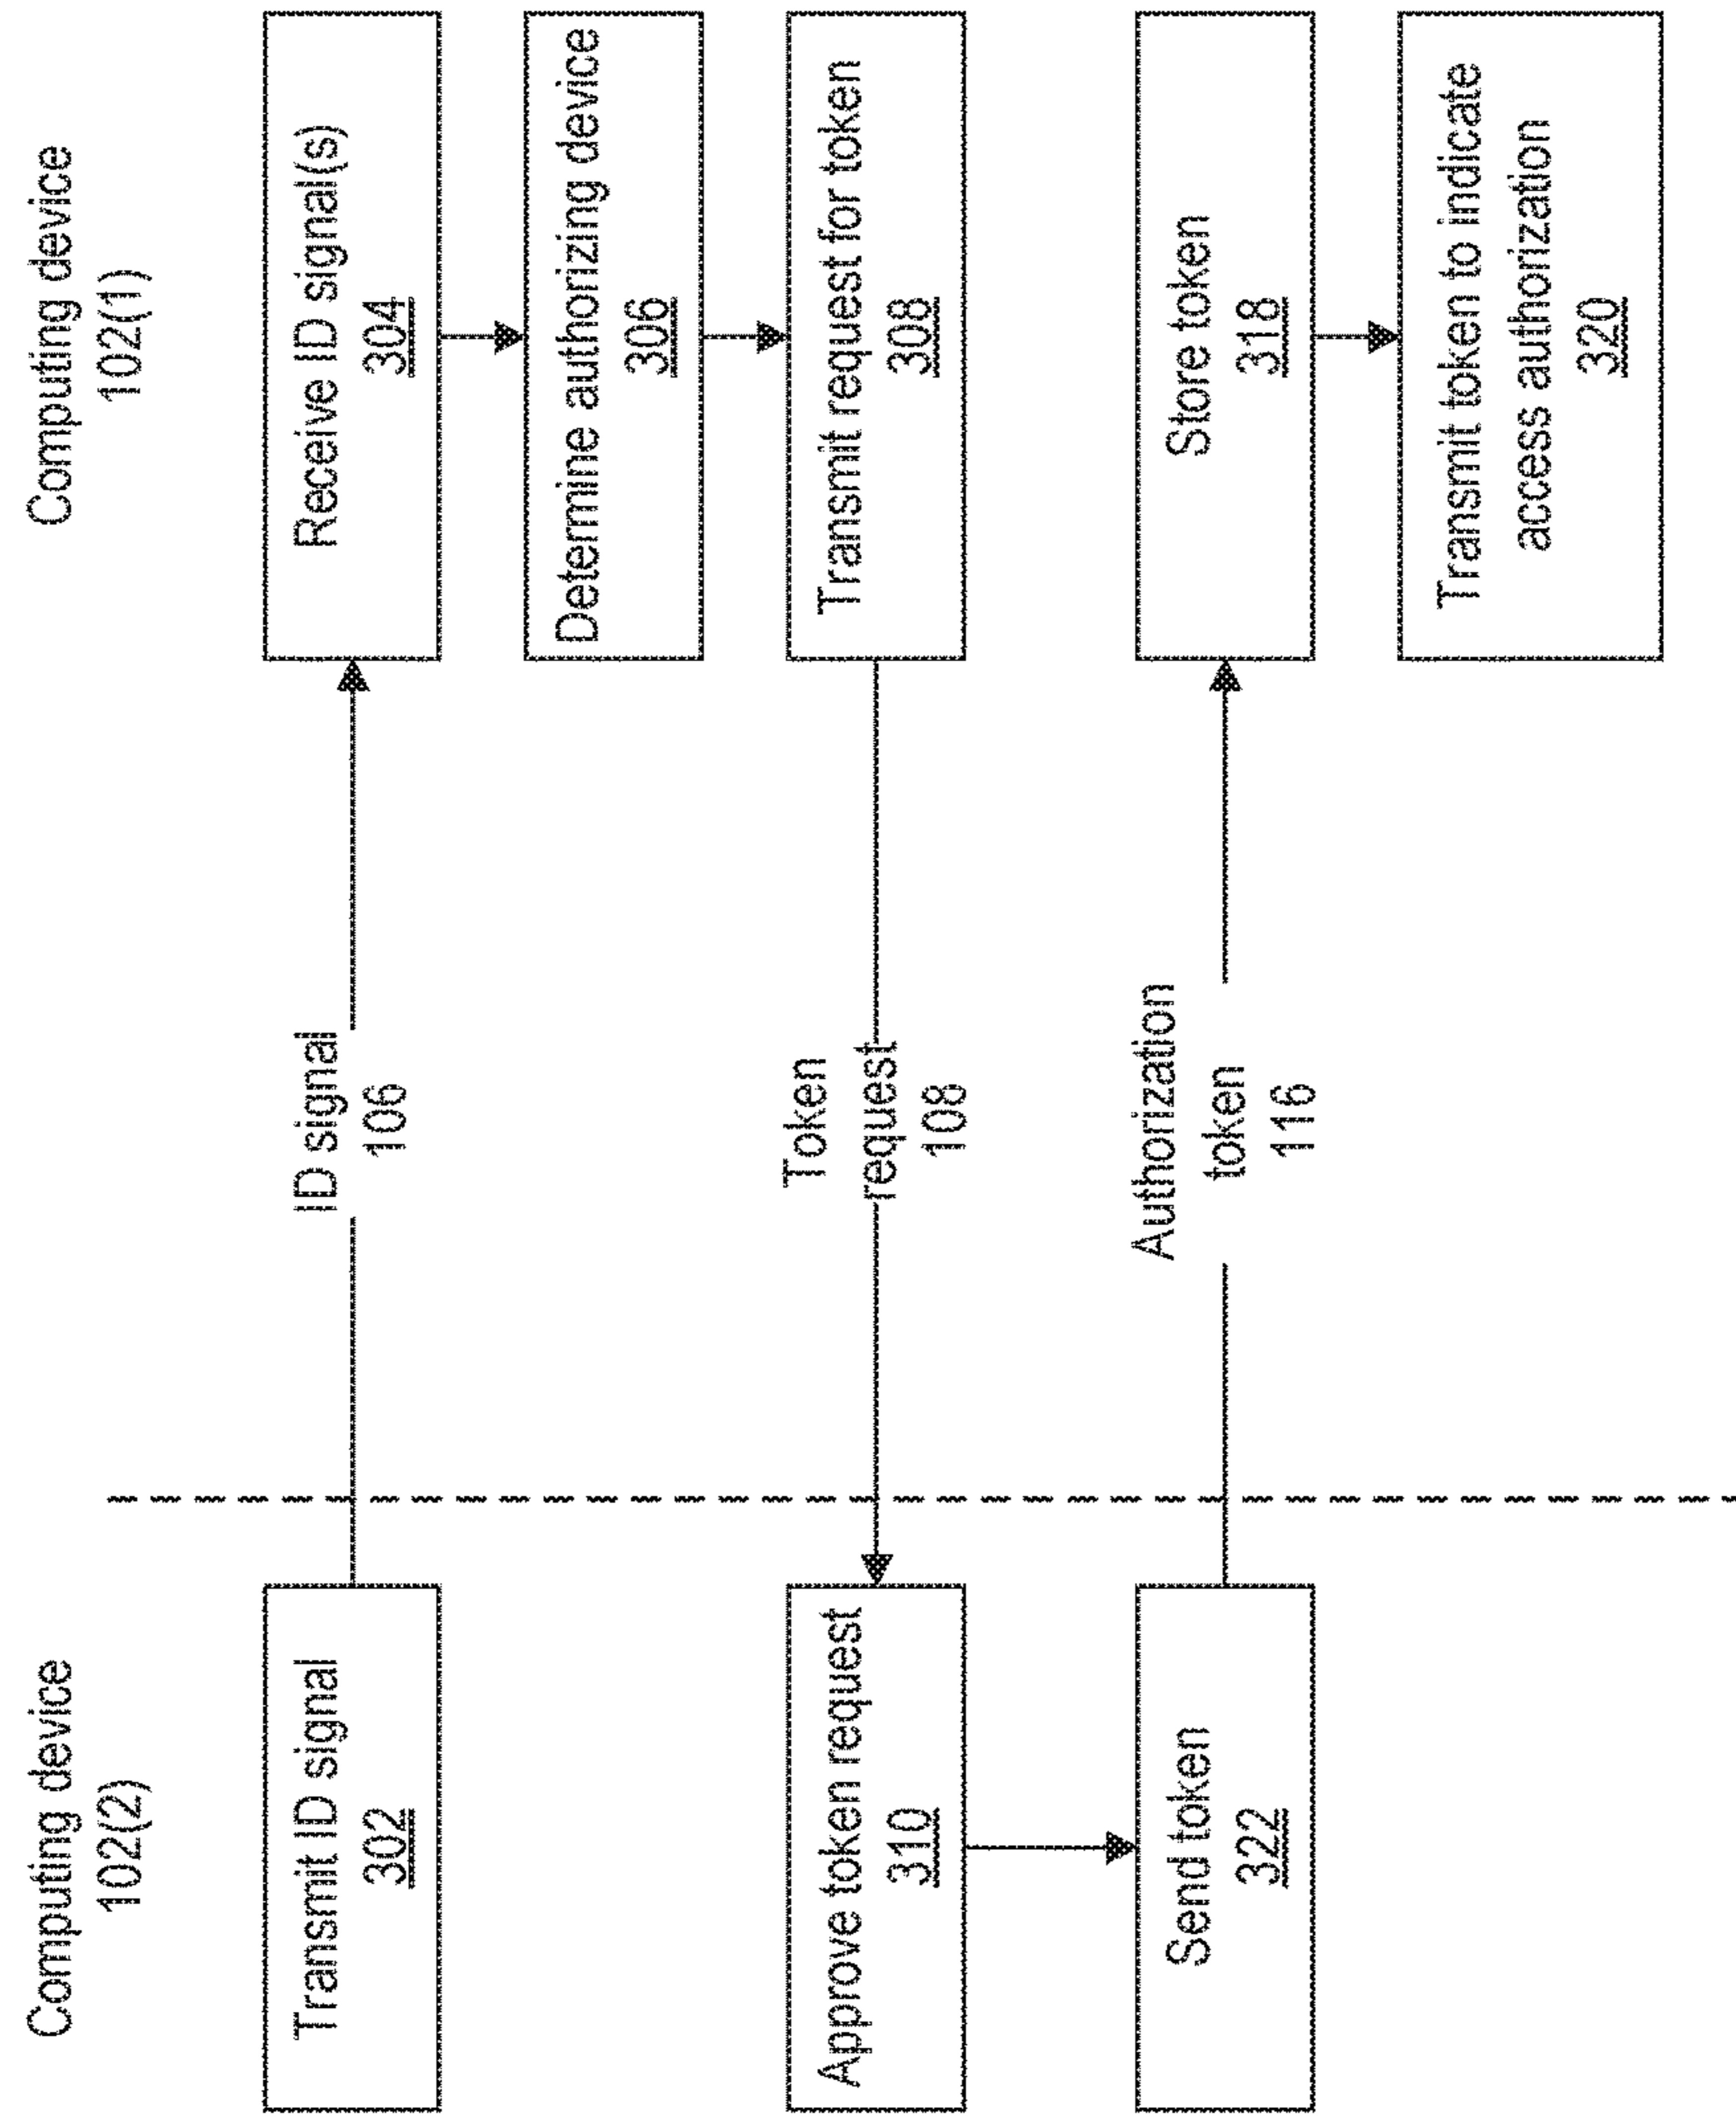 Computing device
102(2)
Computing device
102(1)
Transmit ID signal
302
ID signal
106
Receive ID signal(s)
304
Determine authorizing device
306
Approve token request
310
Token
request
108
Transmit request for token
308
Send token
322
Authorization
token
116
Store token
318
Transmit token to indicate
access authorization
320